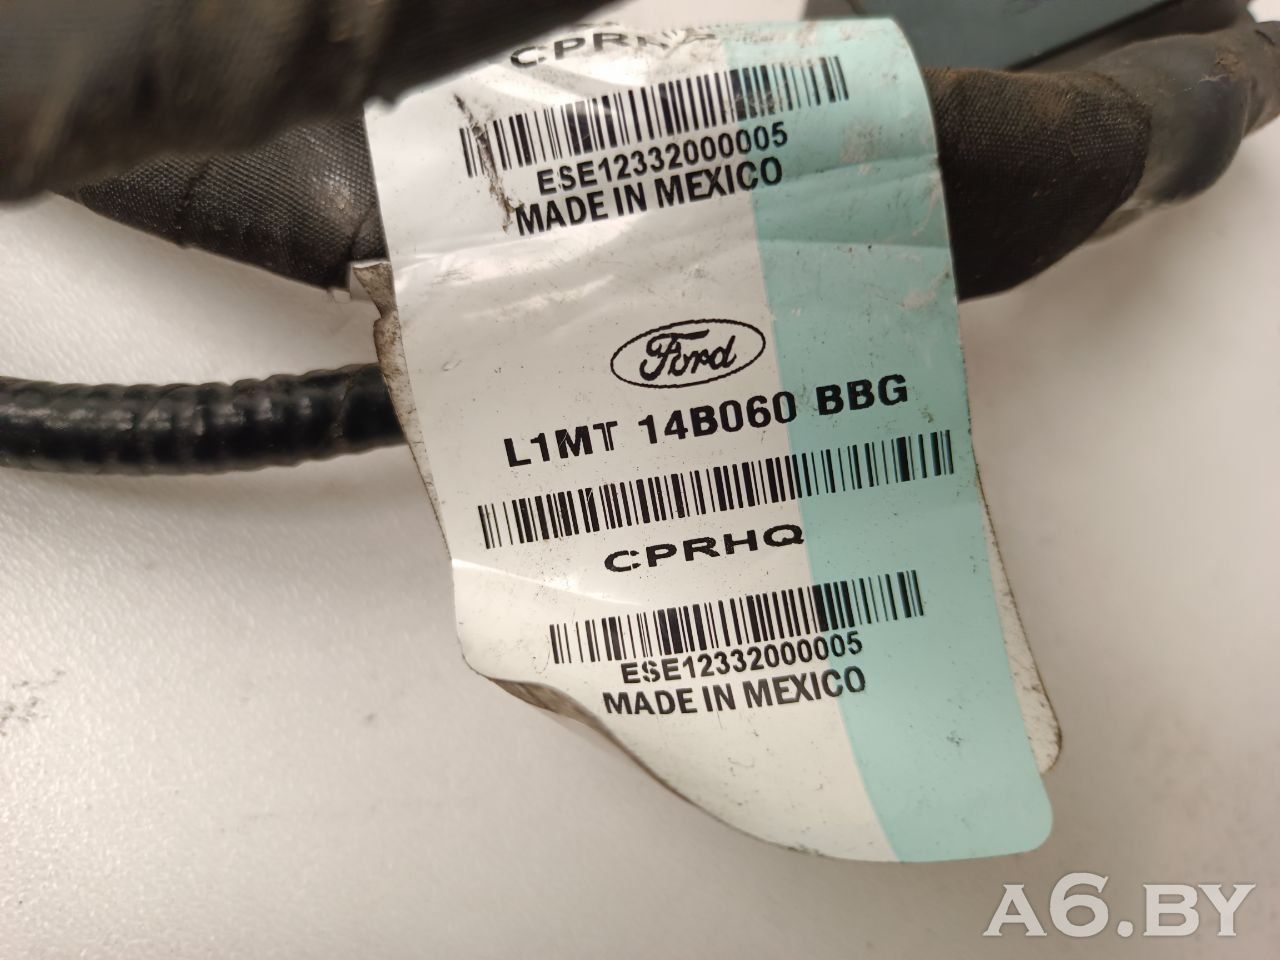 ESE12332000005
MADE IN MEXICO
Ford
L1MT 14B060 BBG
CPRHQ
ESE12332000005
MADE IN MEXICO
A6.BY